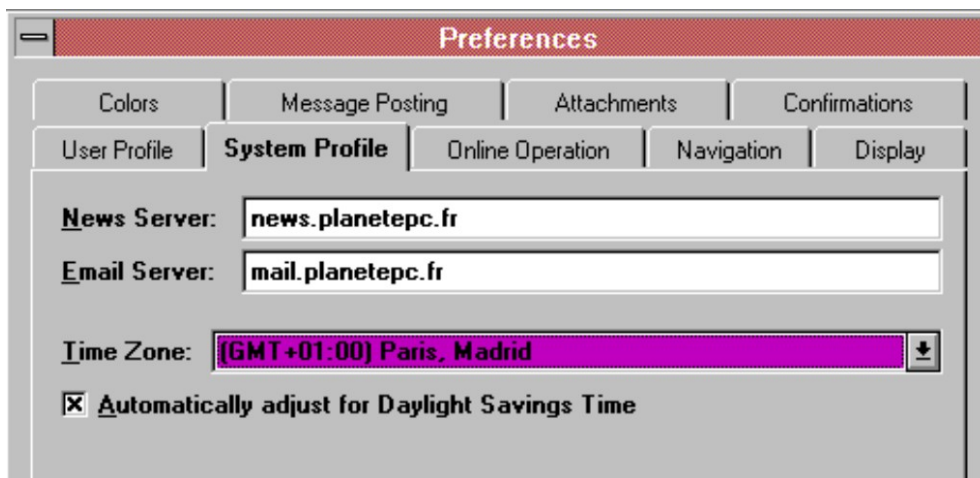 Preferences
Colors Message Posting Attachments Confirmations
User Profile System Profile Online Operation Navigation Display
News Server: news.planetepc.fr
Email Server: mail.planetepc.fr
Time Zone: (GMT+01:00) Paris, Madrid
Automatically adjust for Daylight Savings Time